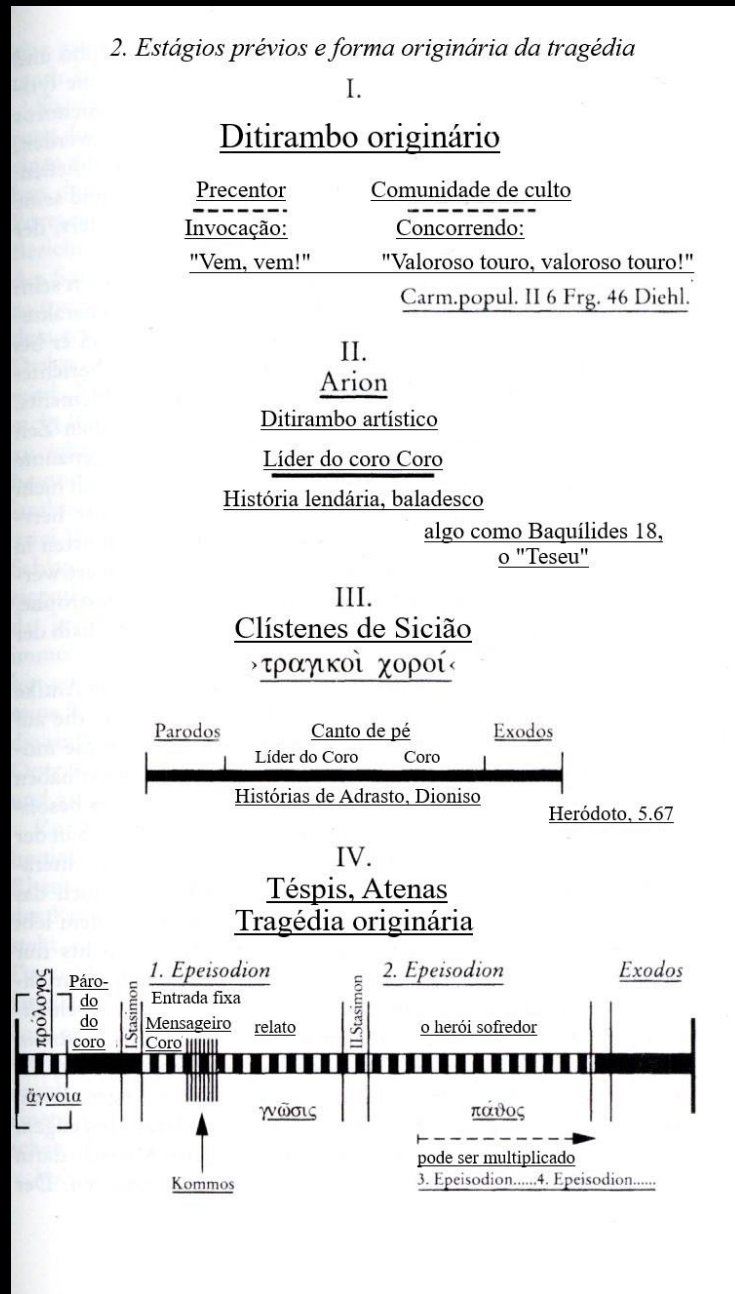 2. Estágios prévios e forma originária da tragédia
I.
Ditirambo originário
Precentor Comunidade de culto
Invocação: Concorrendo:
"Vem, vem!" "Valoroso touro, valoroso touro!"
Carm.popul. II 6 Frg. 46 Diehl.
II.
Arion
Ditirambo artístico
Líder do coro Coro
História lendária, baladesco
algo como Baquílides 18,
o "Teseu"
III.
Clístenes de Sicião
›τραγικοὶ χοροί‹
Parodos Canto de pé Exodos
Líder do Coro Coro
Histórias de Adrasto, Dioniso
Heródoto, 5.67
IV.
Téspis, Atenas
Tragédia originária
πρόλογος
Páro-
do
do
coro
I.Stasimon
1. Epeisodion
Entrada fixa
Mensageiro
Coro
relato
II.Stasimon
2. Epeisodion
o herói sofredor
Exodos
ἄγνοια
γνῶσις
πάθος
Kommos
pode ser multiplicado
3. Epeisodion......4. Epeisodion......